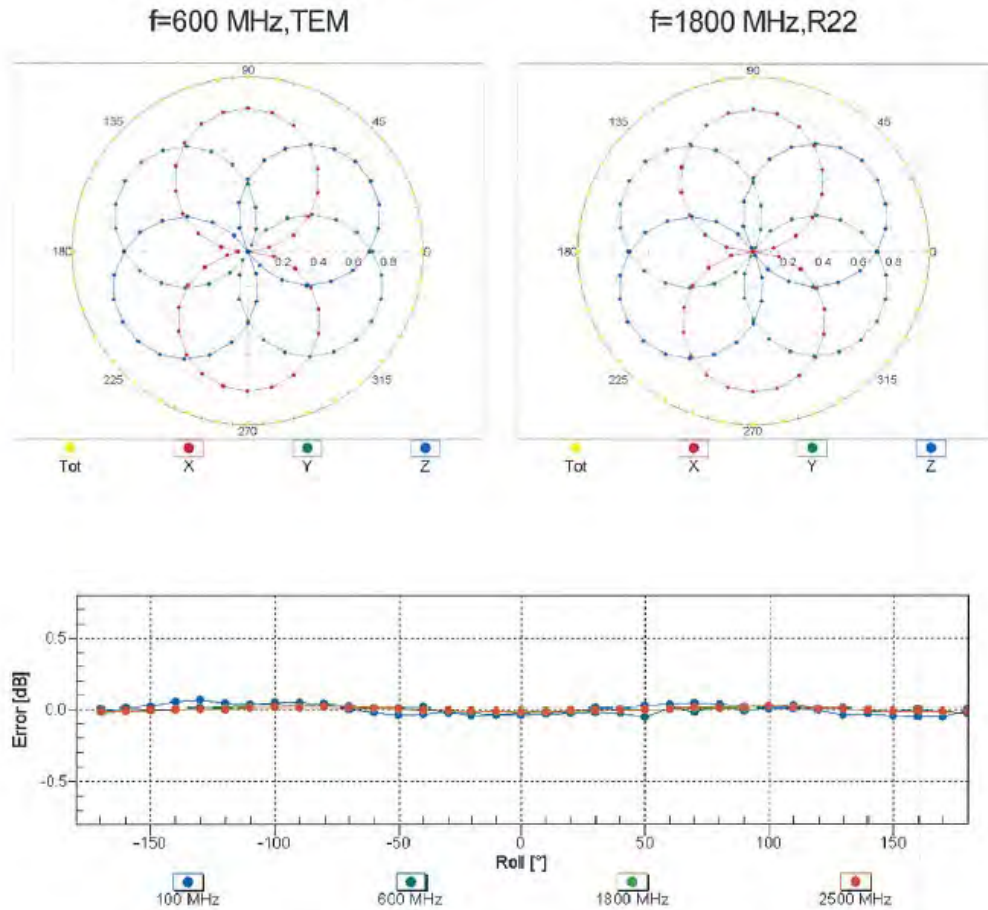 f=600 MHz,TEM
f=1800 MHz,R22
90
135
45
180
0.2 0.4 0.6 0.8
0
225
315
270
Tot X Y Z
90
135
45
180
0.2 0.4 0.6 0.8
0
225
315
270
Tot X Y Z
Error [dB]
0.5
0.0
-0.5
-150 -100 -50 0 50 100 150
Roll [°]
100 MHz 600 MHz 1800 MHz 2500 MHz